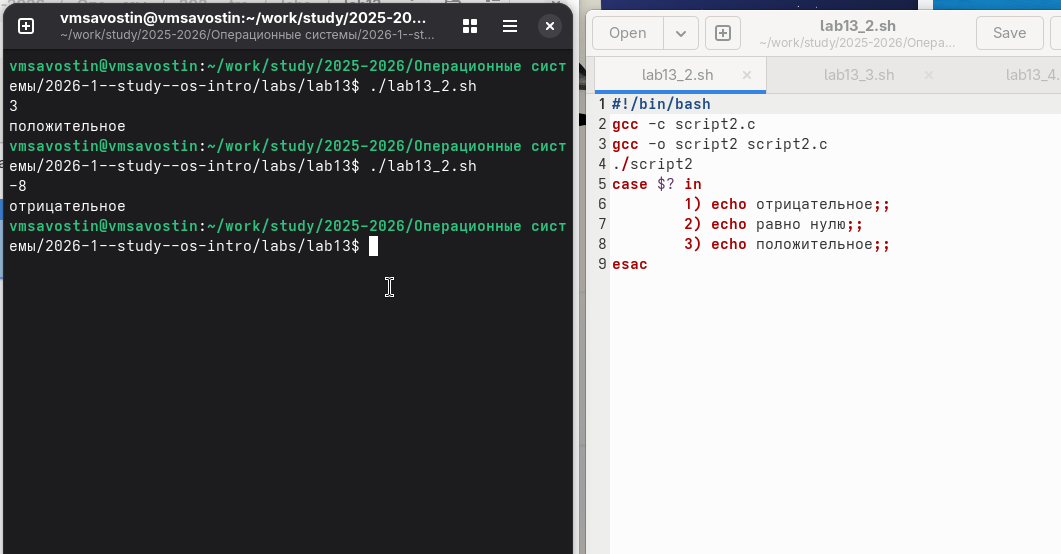 vmsavostin@vmsavostin:~/work/study/2025-20...
~/work/study/2025-2026/Операционные системы/2026-1--st...
vmsavostin@vmsavostin:~/work/study/2025-2026/Операционные сист
емы/2026-1--study--os-intro/labs/lab13$ ./lab13_2.sh
3
положительное
vmsavostin@vmsavostin:~/work/study/2025-2026/Операционные сист
емы/2026-1--study--os-intro/labs/lab13$ ./lab13_2.sh
-8
отрицательное
vmsavostin@vmsavostin:~/work/study/2025-2026/Операционные сист
емы/2026-1--study--os-intro/labs/lab13$
Open
lab13_2.sh
~/work/study/2025-2026/Опера...
Save
lab13_2.sh
lab13_3.sh
lab13_4.
1 #!/bin/bash
2 gcc -c script2.c
3 gcc -o script2 script2.c
4 ./script2
5 case $? in
6 1) echo отрицательное;;
7 2) echo равно нулю;;
8 3) echo положительное;;
9 esac